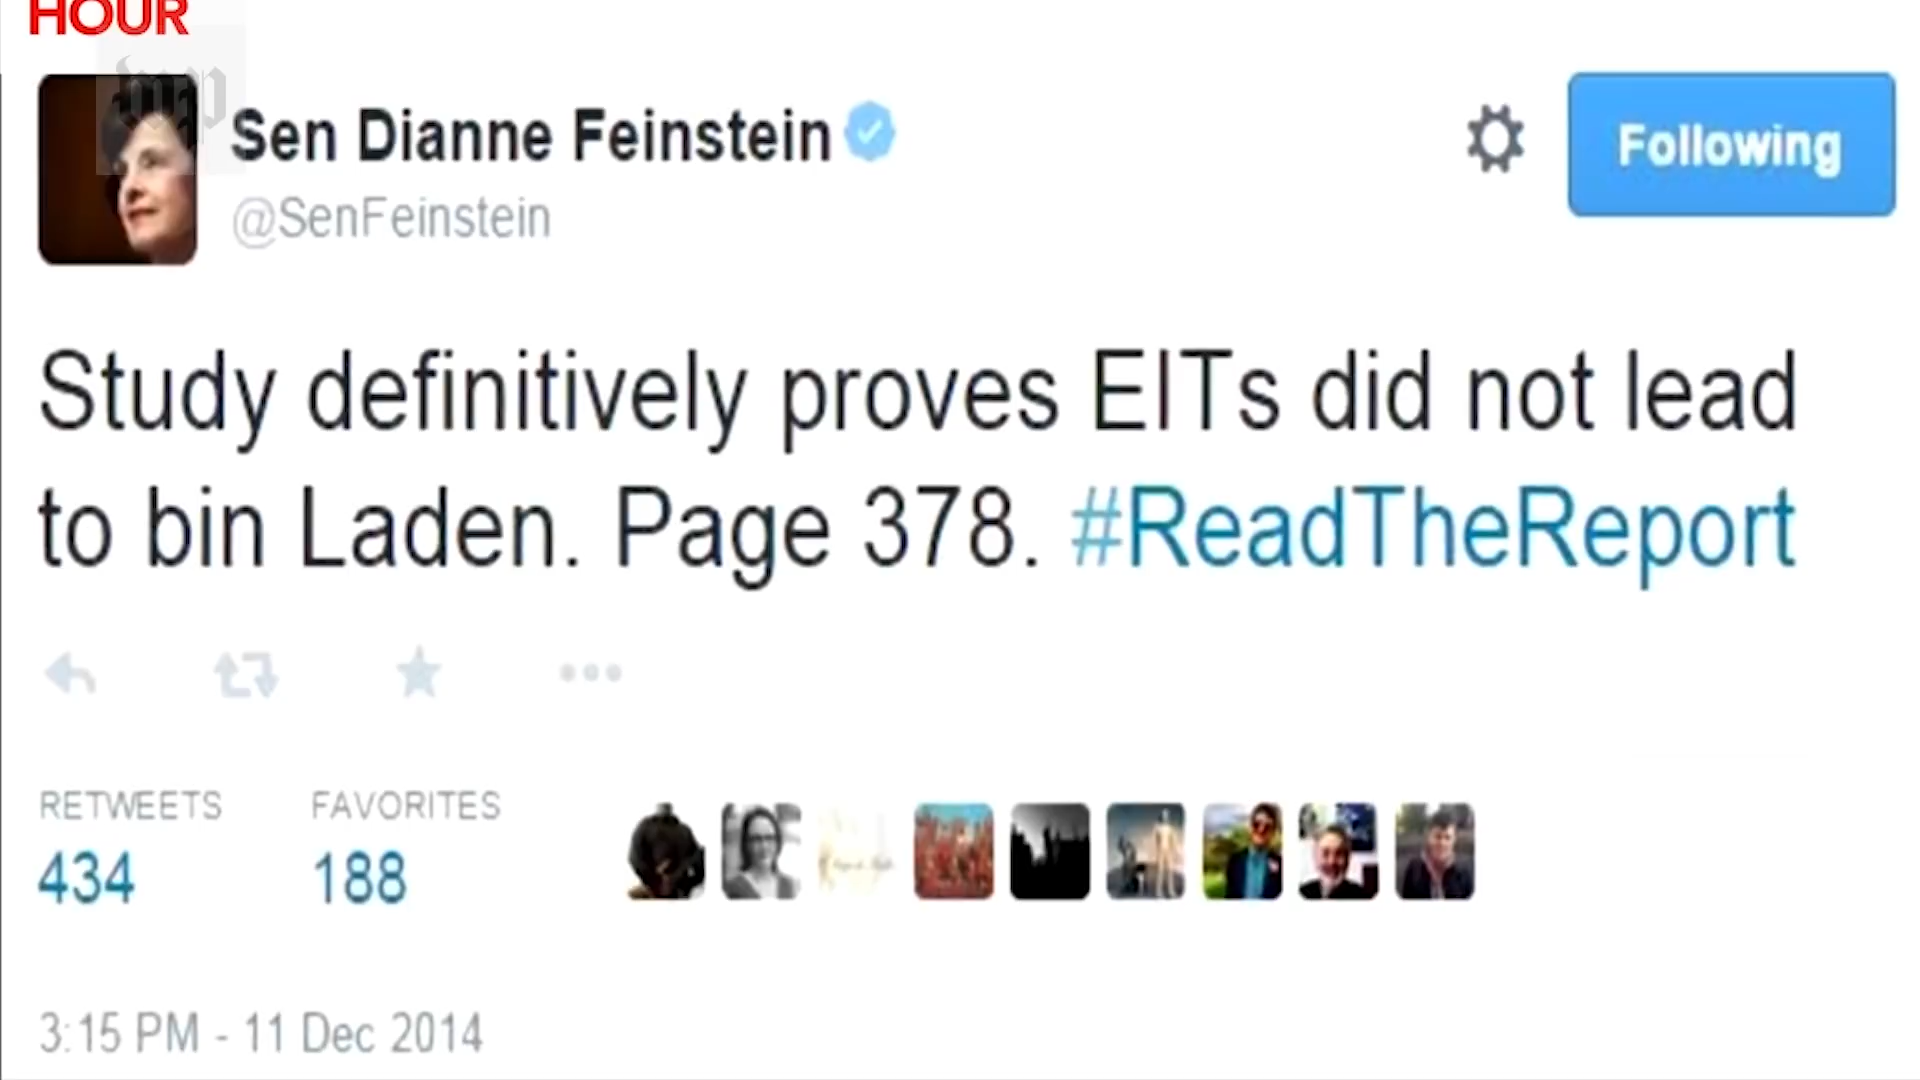 HOUR
wp
Sen Dianne Feinstein
@SenFeinstein
Following
Study definitively proves EITs did not lead
to bin Laden. Page 378. #ReadTheReport
RETWEETS FAVORITES
434 188
3:15 PM - 11 Dec 2014